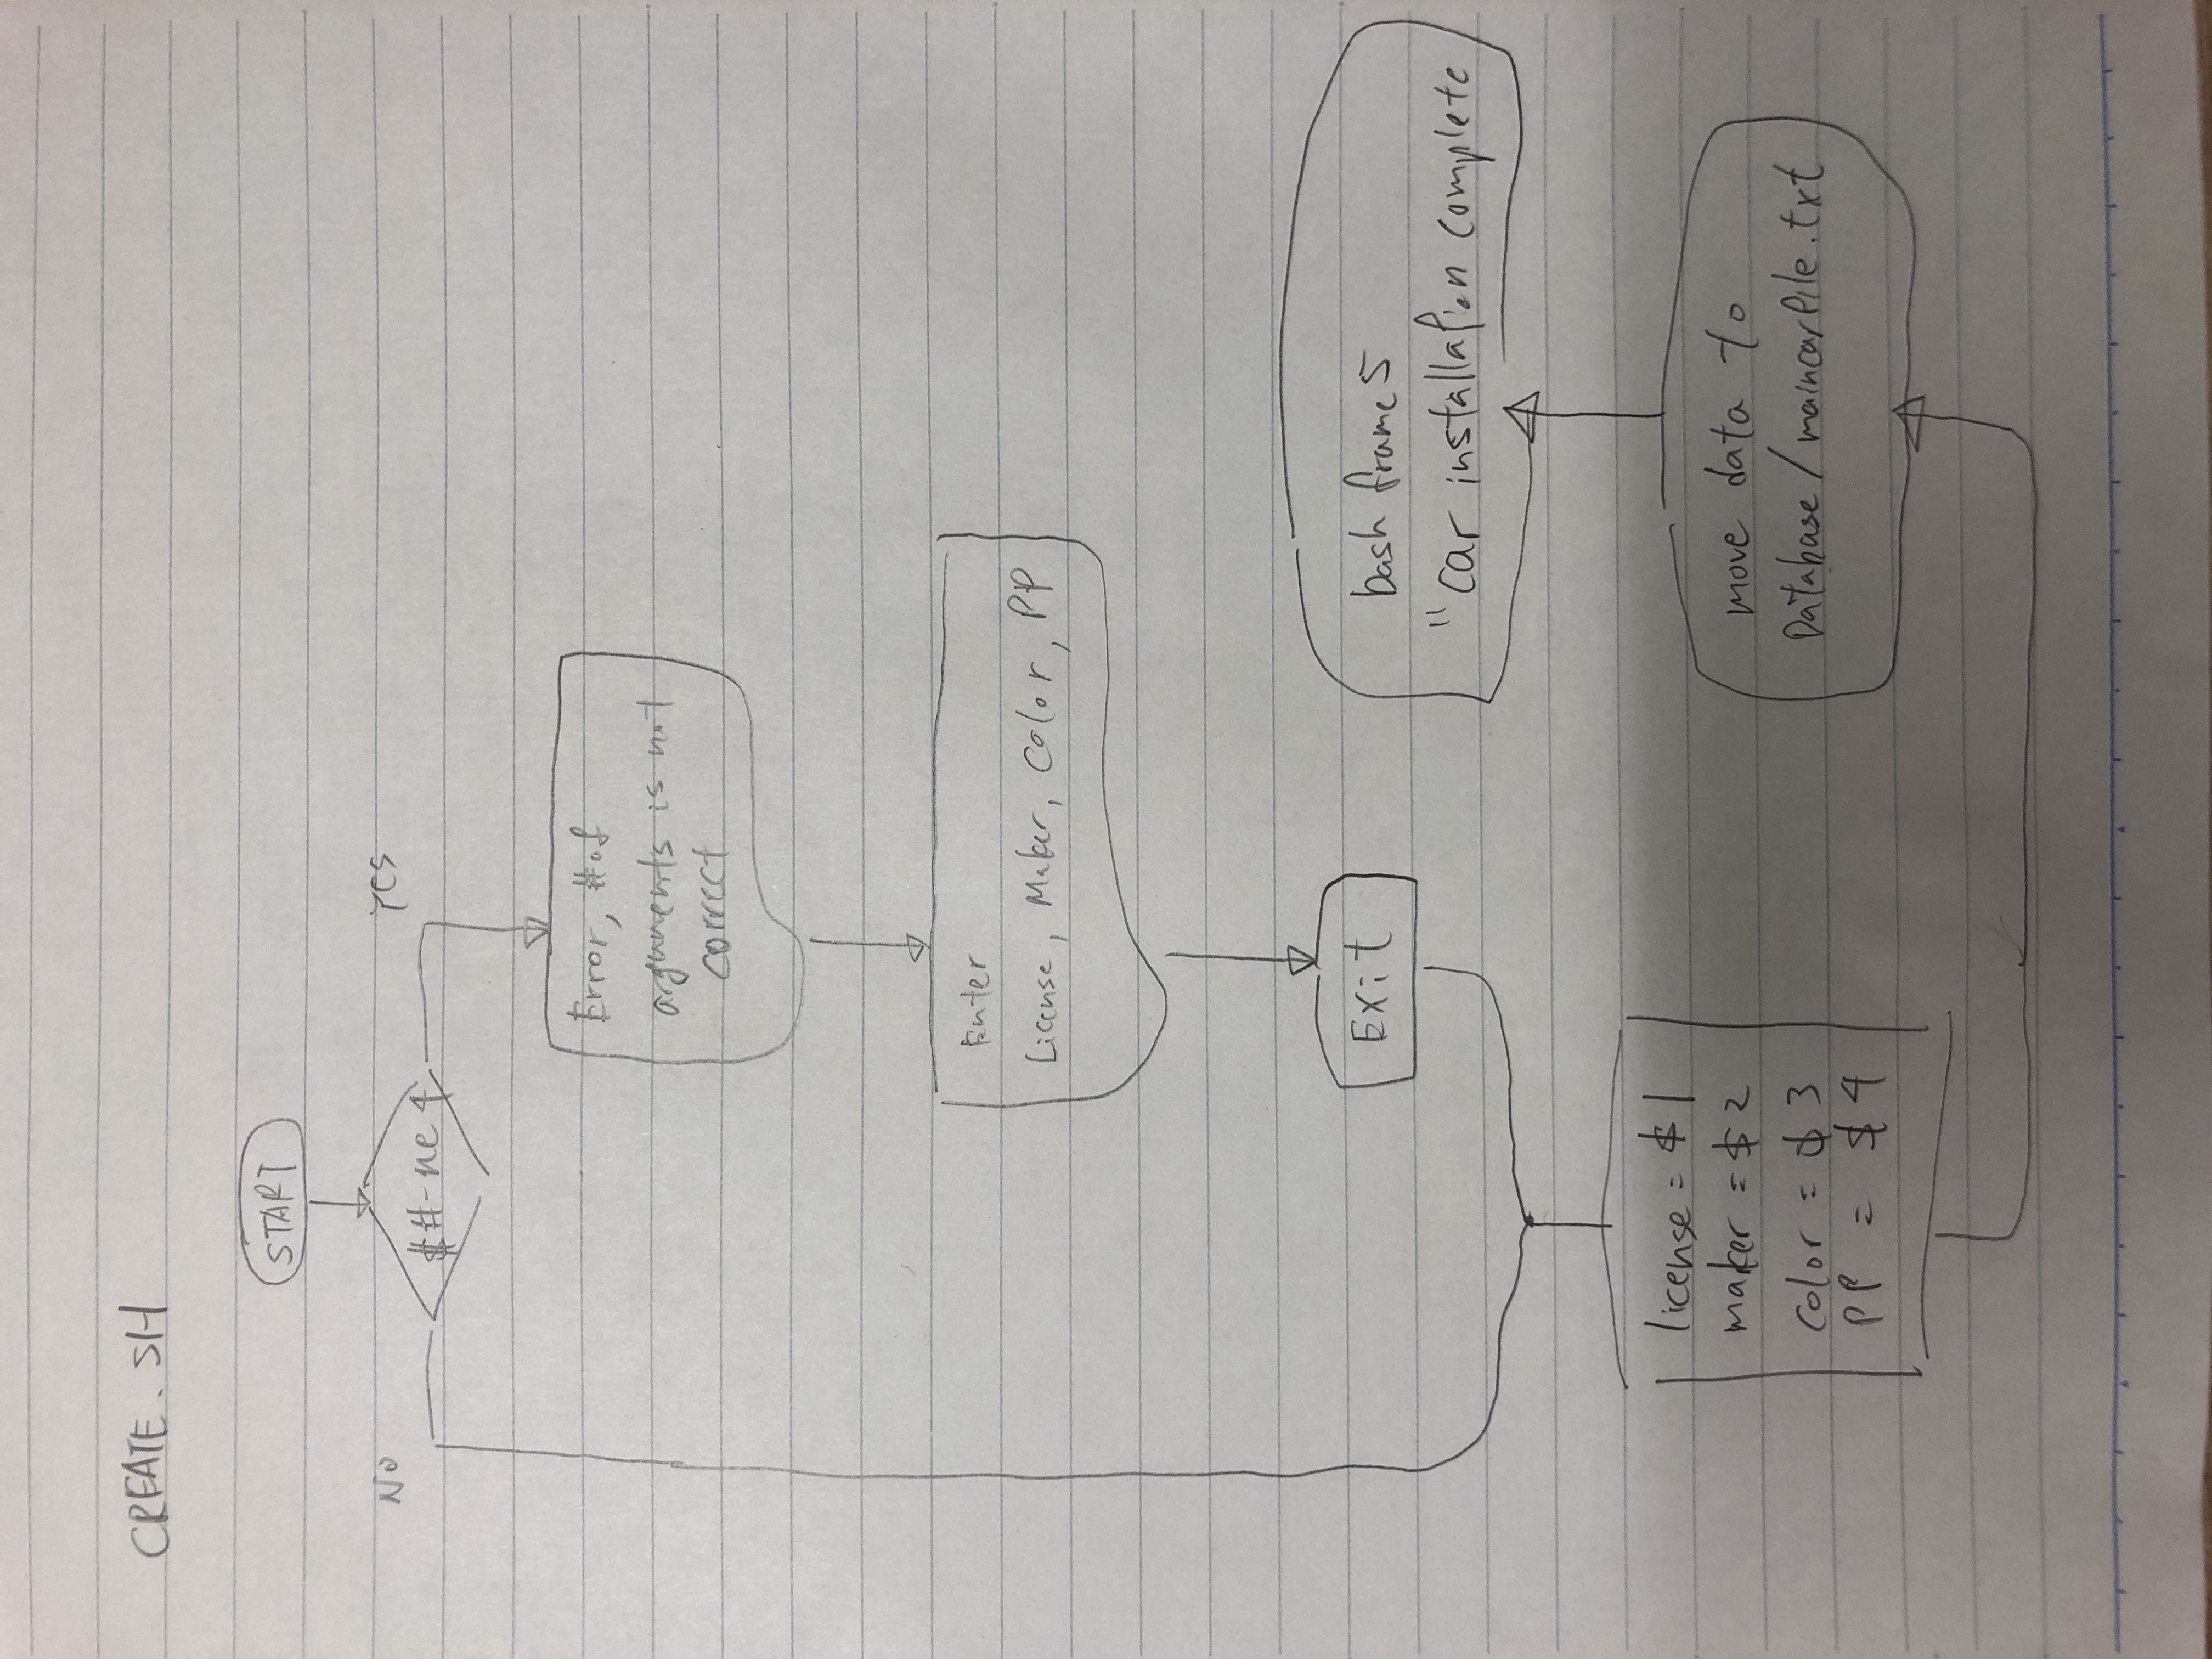 CREATE. SH
START
No
Yes
$#-ne 4
Error, # of
arguments is not
correct
Enter
License, Maker, Color, PP
Exit
bash frame5
"Car installation complete
license = $1
maker = $2
color = $3
PP = $4
move data to
Database/maincarfile.txt